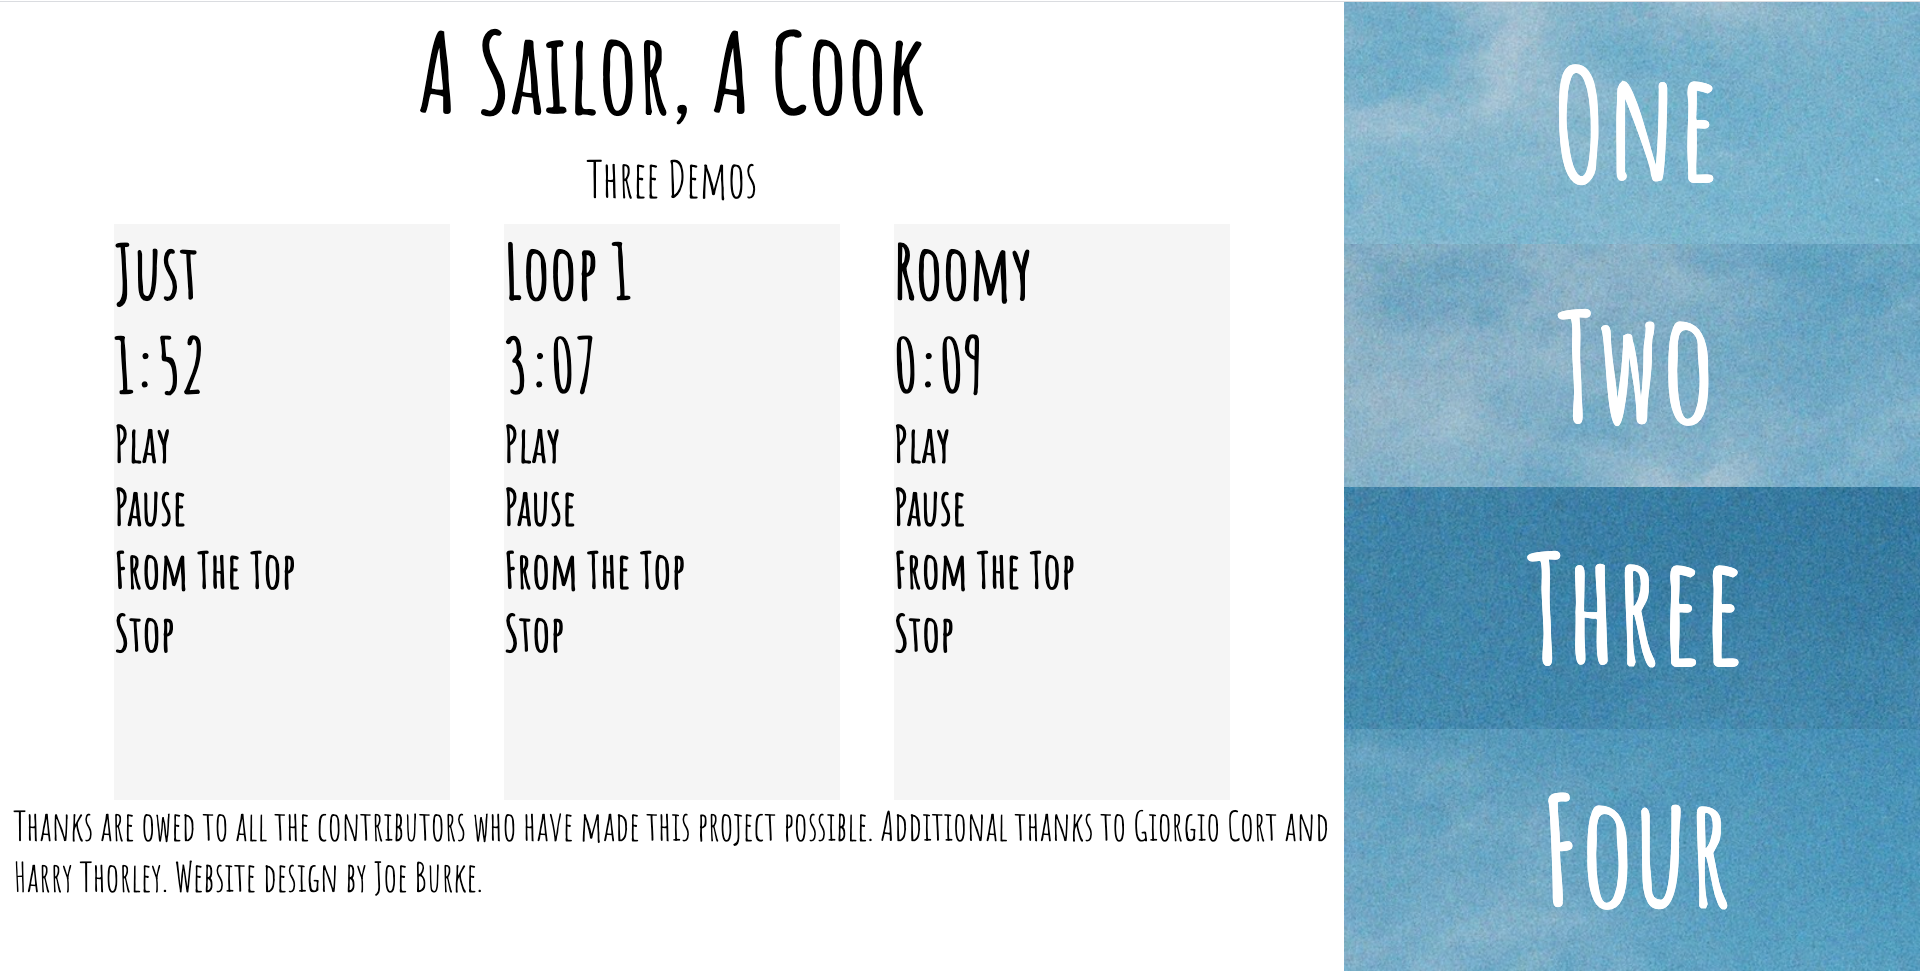 A Sailor, A Cook
Three Demos
Just
1:52
Play
Pause
From The Top
Stop
Loop 1
3:07
Play
Pause
From The Top
Stop
Roomy
0:09
Play
Pause
From The Top
Stop
Thanks are owed to all the contributors who have made this project possible. Additional thanks to Giorgio Cort and
Harry Thorley. Website design by Joe Burke.
One
Two
Three
Four